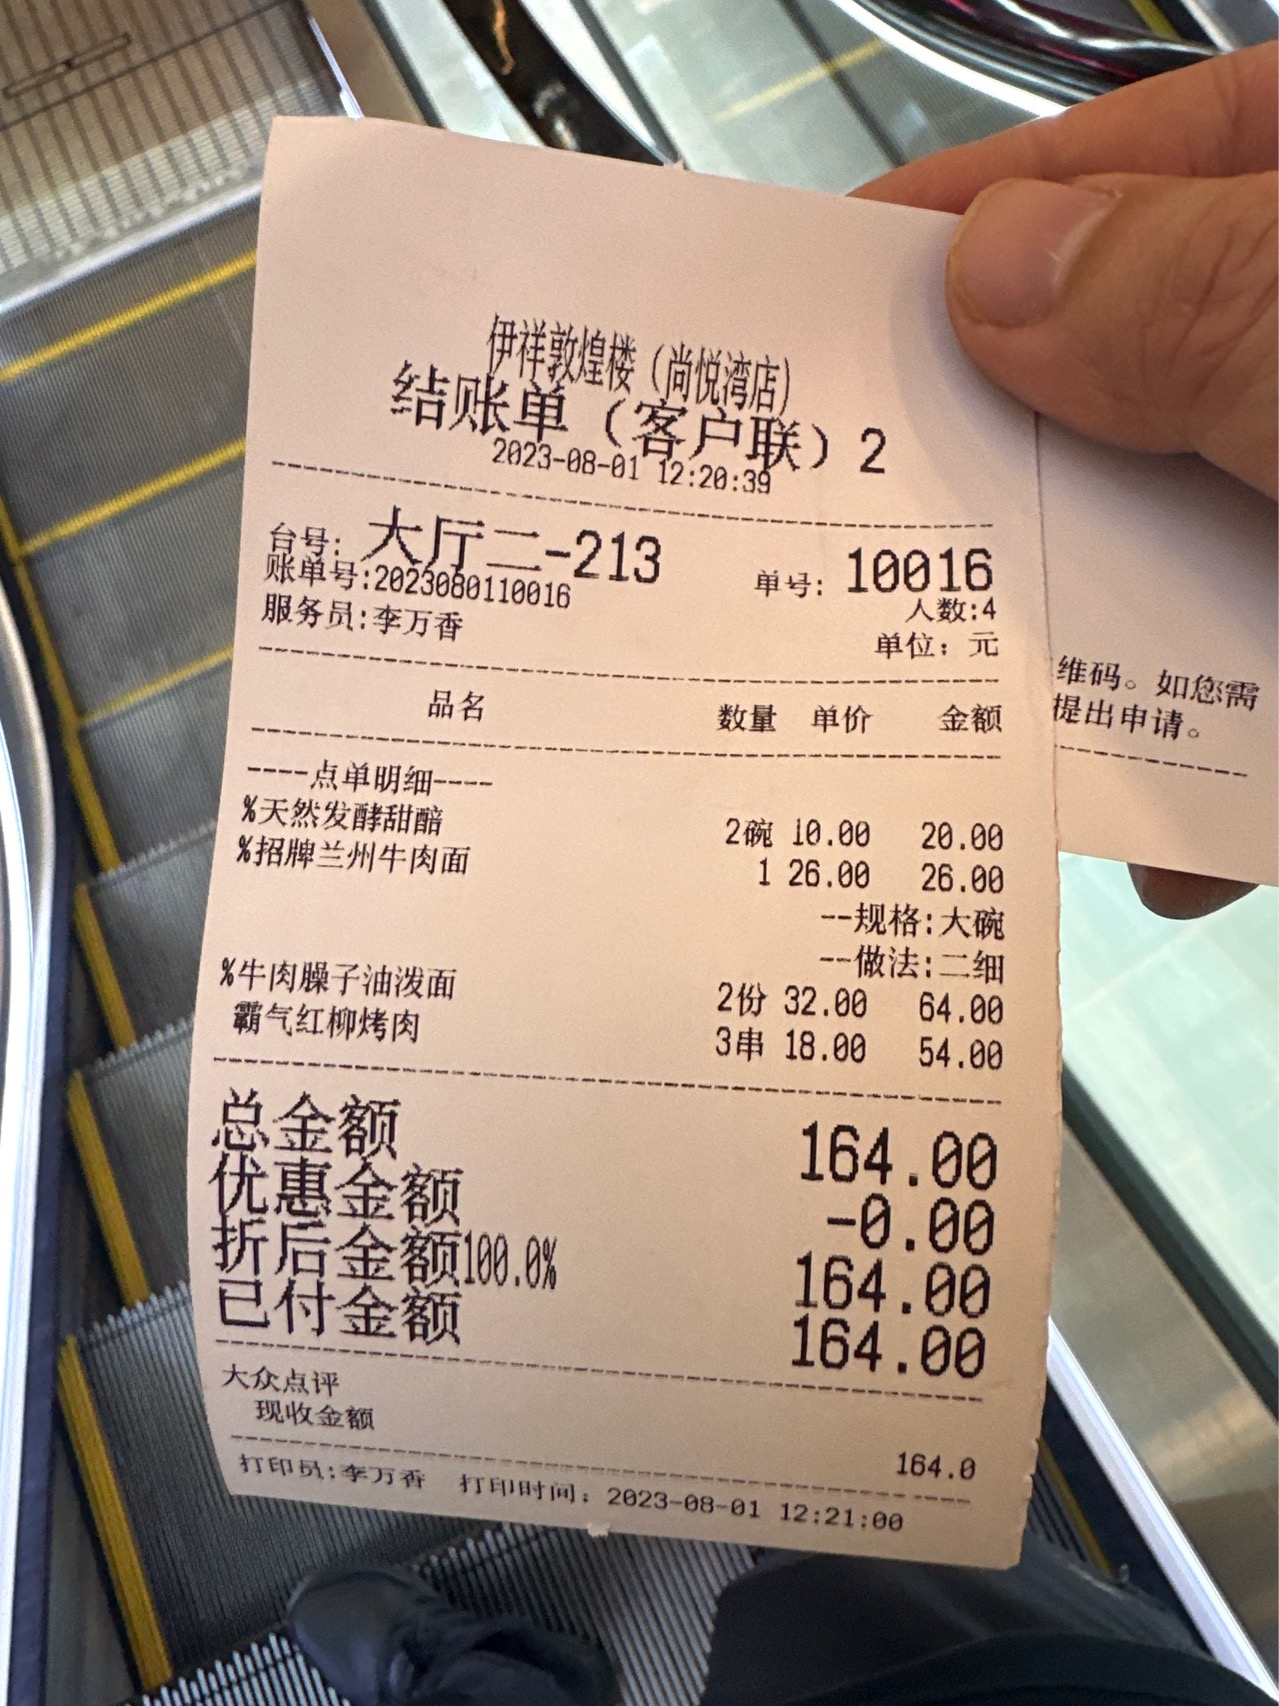 伊祥敦煌楼（尚悦湾店）
结账单（客户联）2
2023-08-01 12:20:39
台号: 大厅二-213 单号: 10016
账单号:2023080110016 人数:4
服务员:李万香 单位：元
品名 数量 单价 金额
----点单明细----
%天然发酵甜醅 2碗 10.00 20.00
%招牌兰州牛肉面 1 26.00 26.00
--规格:大碗
--做法:二细
%牛肉臊子油泼面 2份 32.00 64.00
霸气红柳烤肉 3串 18.00 54.00
总金额 164.00
优惠金额 -0.00
折后金额100.0% 164.00
已付金额 164.00
大众点评
现收金额 164.0
打印员:李万香 打印时间：2023-08-01 12:21:00
维码。如您需
提出申请。